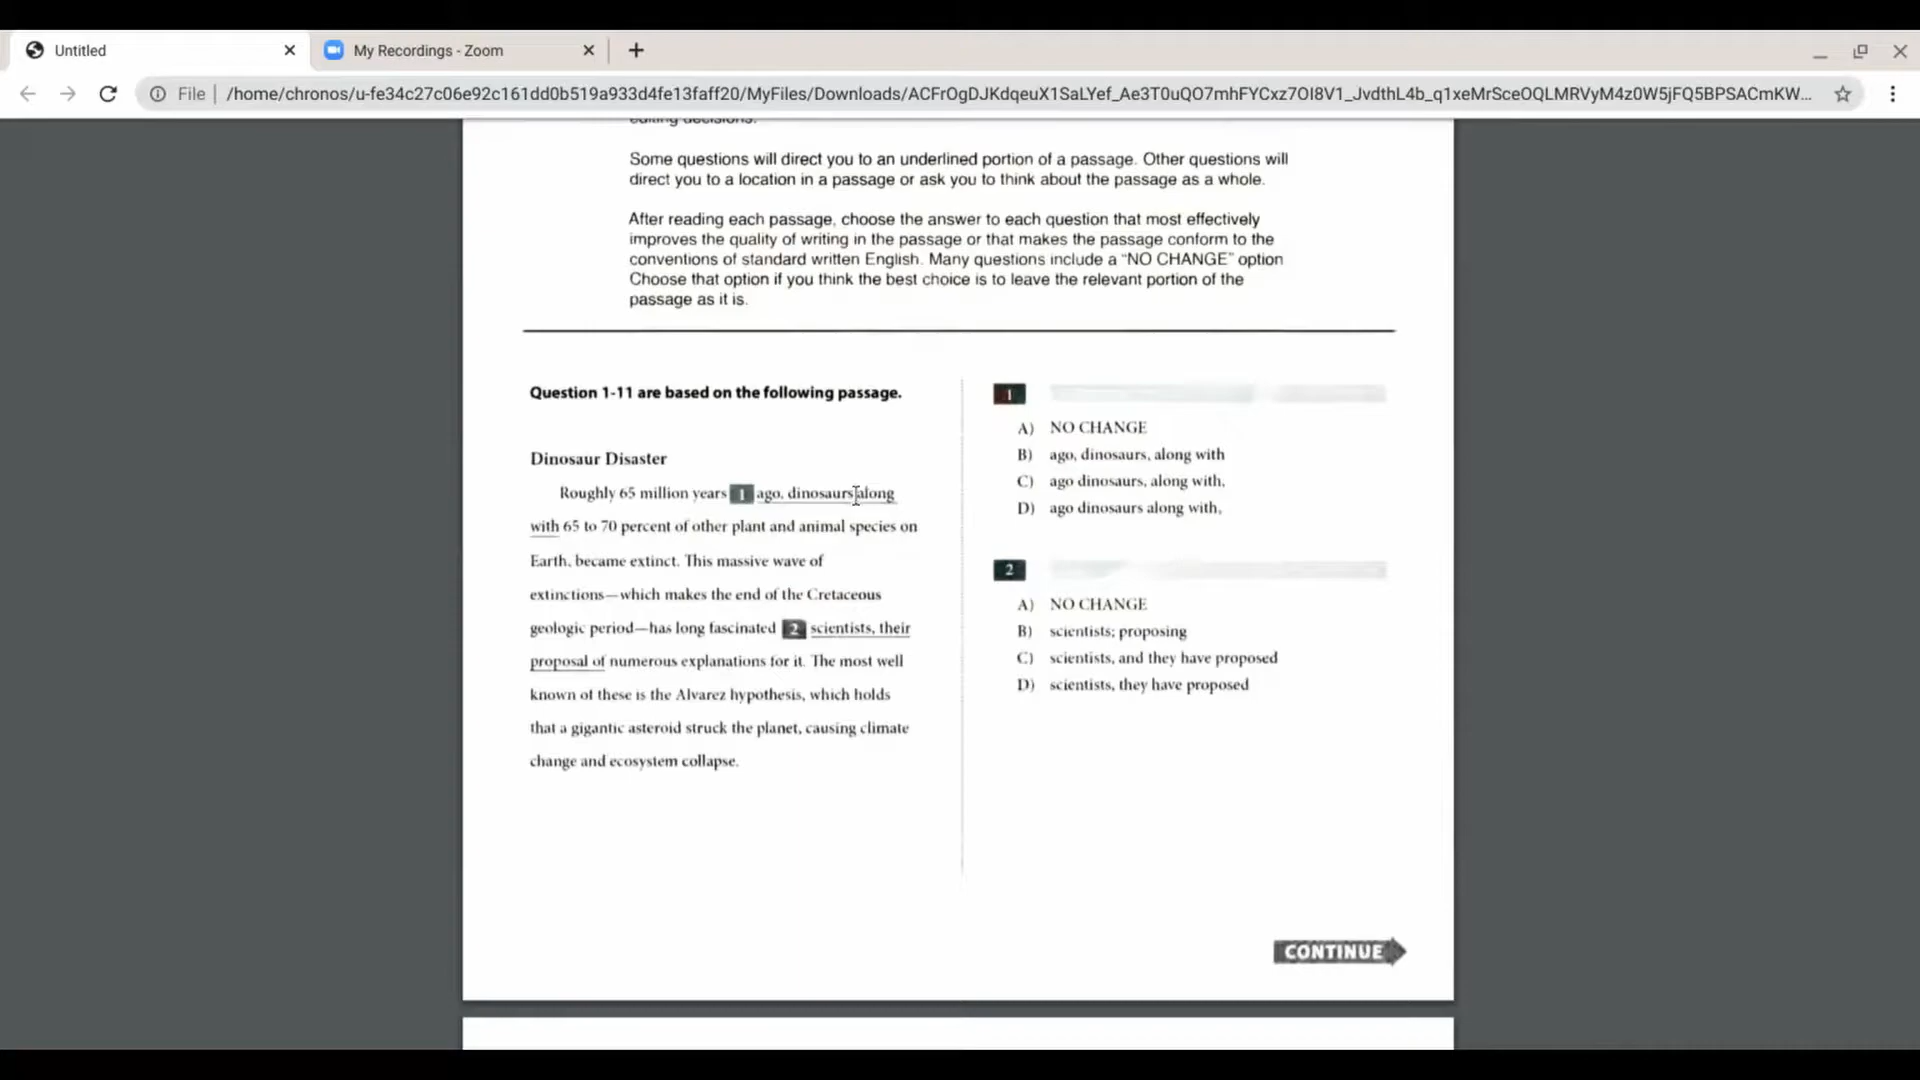 Untitled
My Recordings - Zoom
File
/home/chronos/u-fe34c27c06e92c161dd0b519a933d4fe13faff20/MyFiles/Downloads/ACFrOgDJKdqeuX1SaLYef_Ae3T0uQO7mhFYCxz7OI8V1_JvdthL4b_q1xeMrSceOQLMRVyM4z0W5jFQ5BPSACmKW...
editing decisions.
Some questions will direct you to an underlined portion of a passage. Other questions will
direct you to a location in a passage or ask you to think about the passage as a whole.
After reading each passage, choose the answer to each question that most effectively
improves the quality of writing in the passage or that makes the passage conform to the
conventions of standard written English. Many questions include a “NO CHANGE” option
Choose that option if you think the best choice is to leave the relevant portion of the
passage as it is.
Question 1-11 are based on the following passage.
Dinosaur Disaster
Roughly 65 million years 1 ago, dinosaurs along
with 65 to 70 percent of other plant and animal species on
Earth, became extinct. This massive wave of
extinctions—which makes the end of the Cretaceous
geologic period—has long fascinated 2 scientists, their
proposal of numerous explanations for it. The most well
known of these is the Alvarez hypothesis, which holds
that a gigantic asteroid struck the planet, causing climate
change and ecosystem collapse.
1
A) NO CHANGE
B) ago, dinosaurs, along with
C) ago dinosaurs, along with,
D) ago dinosaurs along with,
2
A) NO CHANGE
B) scientists; proposing
C) scientists, and they have proposed
D) scientists, they have proposed
CONTINUE